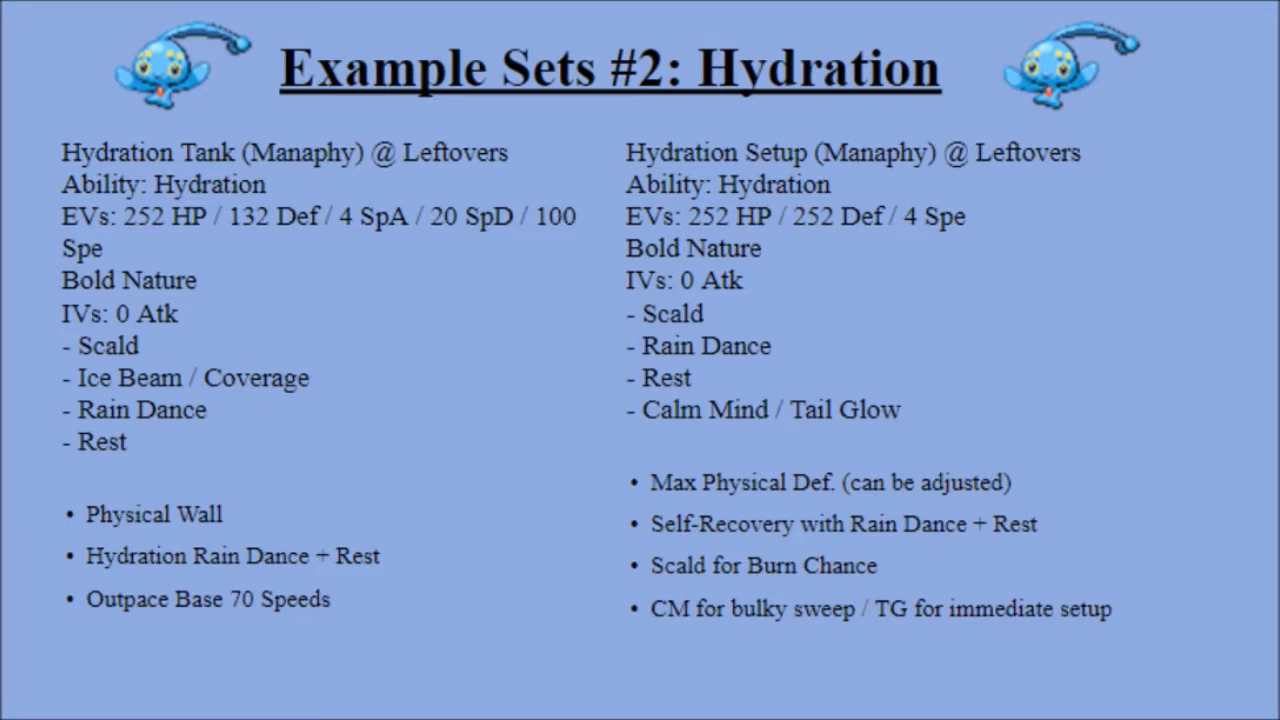 Example Sets #2: Hydration
Hydration Tank (Manaphy) @ Leftovers
Ability: Hydration
EVs: 252 HP / 132 Def / 4 SpA / 20 SpD / 100
Spe
Bold Nature
IVs: 0 Atk
- Scald
- Ice Beam / Coverage
- Rain Dance
- Rest
• Physical Wall
• Hydration Rain Dance + Rest
• Outpace Base 70 Speeds
Hydration Setup (Manaphy) @ Leftovers
Ability: Hydration
EVs: 252 HP / 252 Def / 4 Spe
Bold Nature
IVs: 0 Atk
- Scald
- Rain Dance
- Rest
- Calm Mind / Tail Glow
• Max Physical Def. (can be adjusted)
• Self-Recovery with Rain Dance + Rest
• Scald for Burn Chance
• CM for bulky sweep / TG for immediate setup